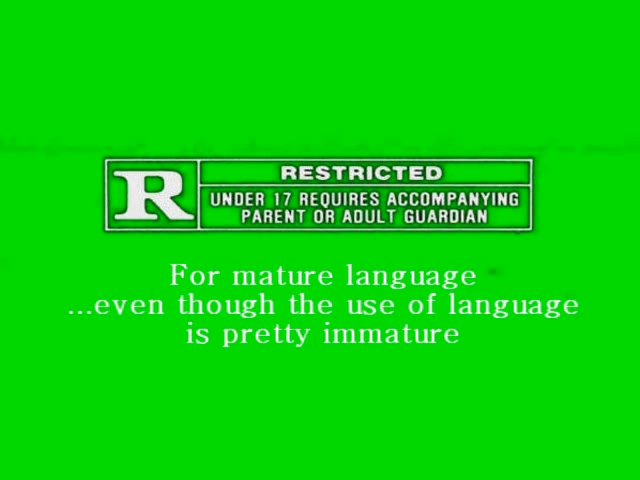 R
RESTRICTED
UNDER 17 REQUIRES ACCOMPANYING
PARENT OR ADULT GUARDIAN
For mature language
...even though the use of language
is pretty immature